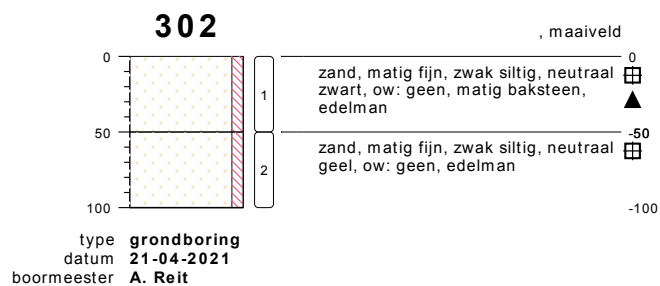 302
, maaiveld
0
0
zand, matig fijn, zwak siltig, neutraal
zwart, ow: geen, matig baksteen,
edelman
1
50
-50
zand, matig fijn, zwak siltig, neutraal
geel, ow: geen, edelman
2
100
-100
type grondboring
datum 21-04-2021
boormeester A. Reit